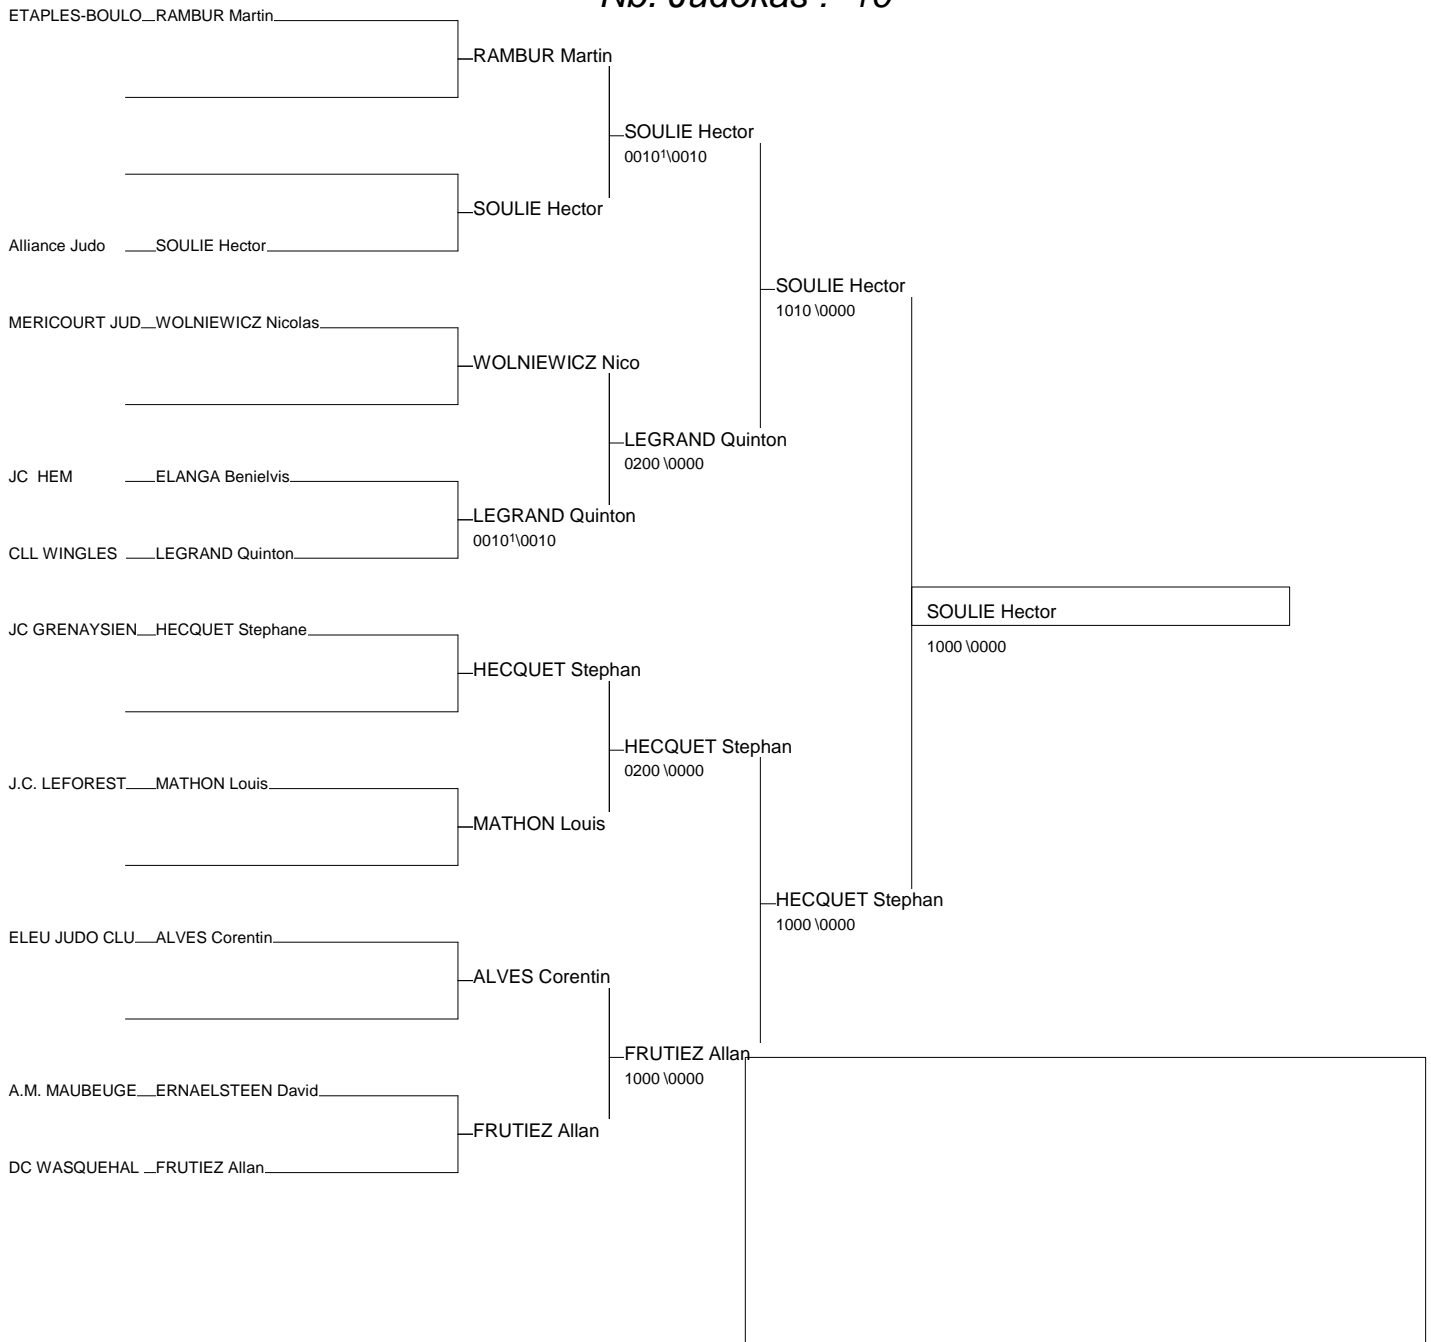 Nb. Judokas : 10
ETAPLES-BOULO RAMBUR Martin
RAMBUR Martin
SOULIE Hector
0010¹\0010
SOULIE Hector
Alliance Judo SOULIE Hector
SOULIE Hector
1010 \0000
MERICOURT JUD WOLNIEWICZ Nicolas
WOLNIEWICZ Nico
LEGRAND Quinton
0200 \0000
JC HEM ELANGA Benielvis
LEGRAND Quinton
0010¹\0010
CLL WINGLES LEGRAND Quinton
SOULIE Hector
1000 \0000
JC GRENAYSIEN HECQUET Stephane
HECQUET Stephan
HECQUET Stephan
0200 \0000
J.C. LEFOREST MATHON Louis
MATHON Louis
HECQUET Stephan
1000 \0000
ELEU JUDO CLU ALVES Corentin
ALVES Corentin
FRUTIEZ Allan
1000 \0000
A.M. MAUBEUGE ERNAELSTEEN David
FRUTIEZ Allan
DC WASQUEHAL FRUTIEZ Allan